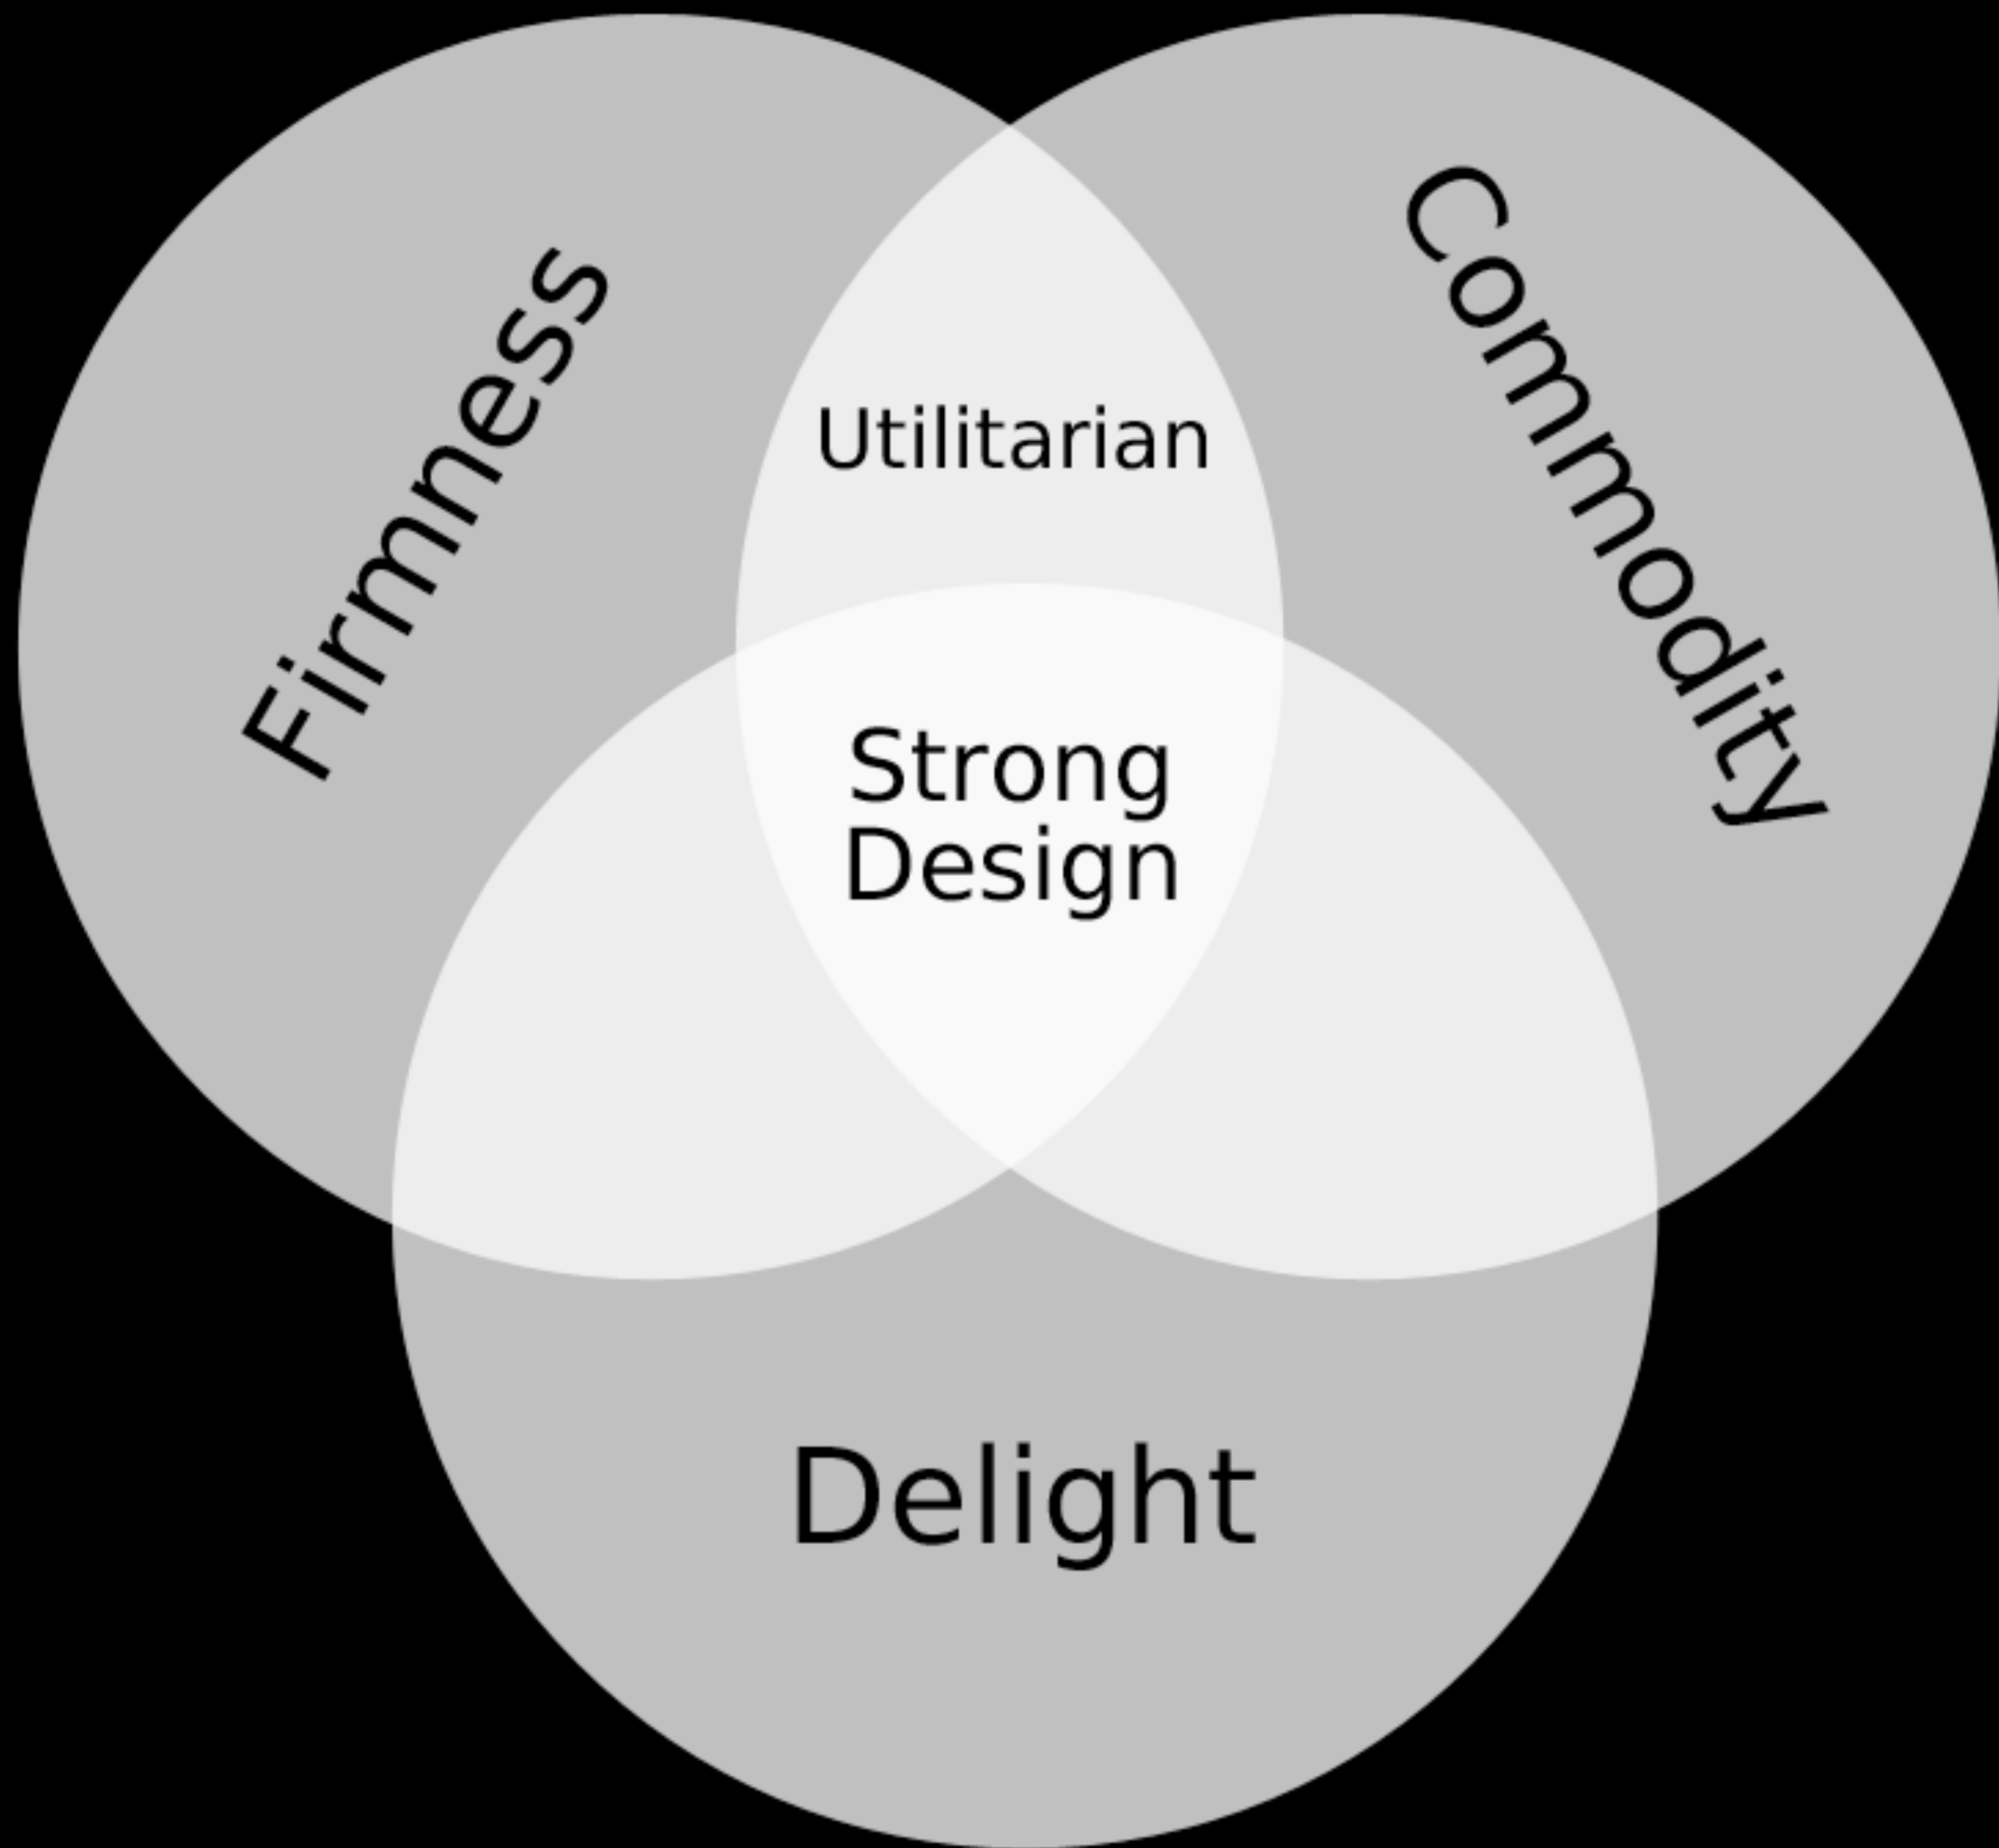 Firmness
Commodity
Utilitarian
Strong
Design
Delight